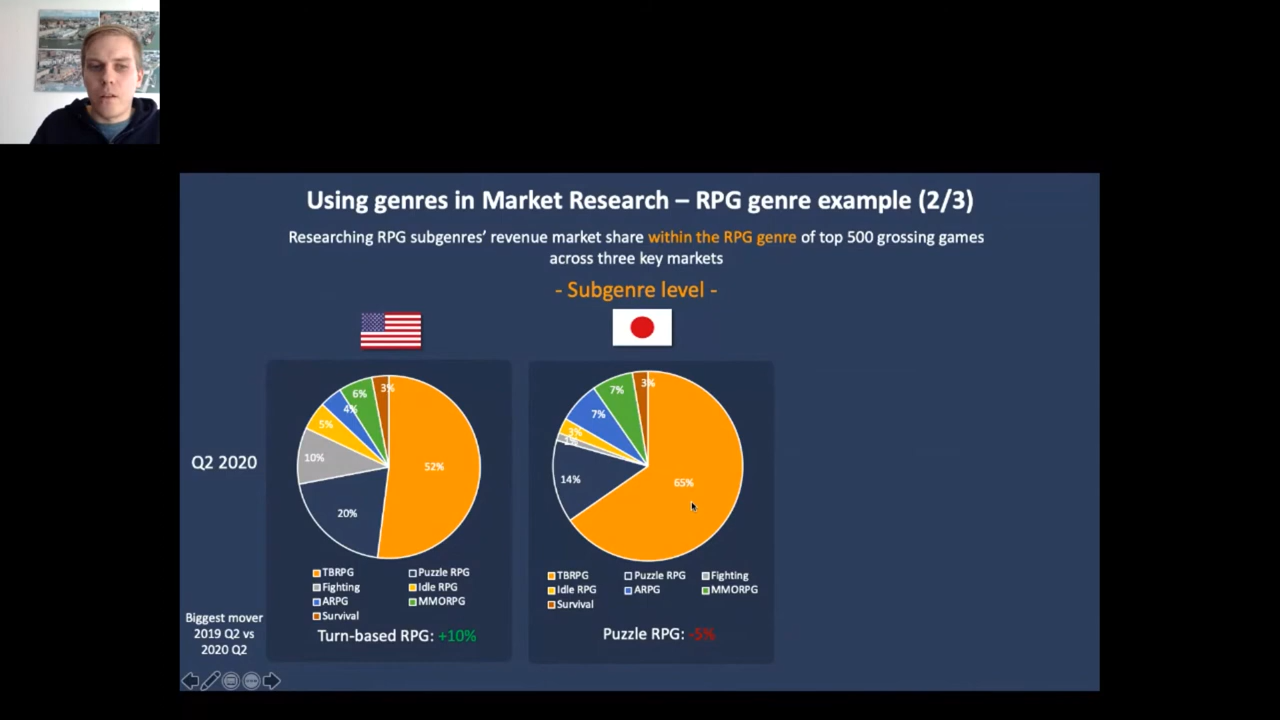 Using genres in Market Research – RPG genre example (2/3)
Researching RPG subgenres’ revenue market share within the RPG genre of top 500 grossing games
across three key markets
- Subgenre level -
Q2 2020
3%
6%
4%
5%
10%
52%
20%
TBRPG
Puzzle RPG
Fighting
Idle RPG
ARPG
MMORPG
Survival
3%
7%
7%
3%
1%
14%
65%
TBRPG
Puzzle RPG
Fighting
Idle RPG
ARPG
MMORPG
Survival
Biggest mover
2019 Q2 vs
2020 Q2
Turn-based RPG: +10%
Puzzle RPG: -5%